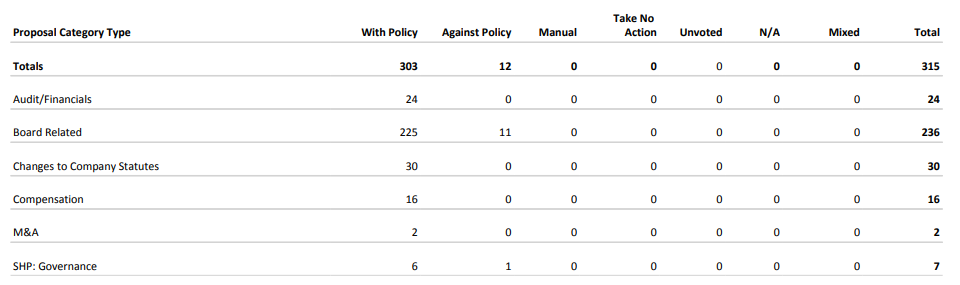 Proposal Category Type With Policy Against Policy Manual Take No Action Unvoted N/A Mixed Total
Totals 303 12 0 0 0 0 0 315
Audit/Financials 24 0 0 0 0 0 0 24
Board Related 225 11 0 0 0 0 0 236
Changes to Company Statutes 30 0 0 0 0 0 0 30
Compensation 16 0 0 0 0 0 0 16
M&A 2 0 0 0 0 0 0 2
SHP: Governance 6 1 0 0 0 0 0 7